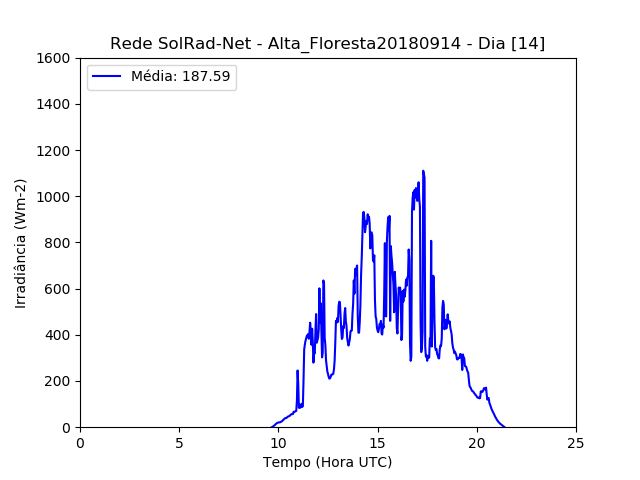 Rede SolRad-Net - Alta_Floresta20180914 - Dia [14]
Média: 187.59
1600
1400
1200
1000
800
600
400
200
0
Irradiância (Wm-2)
0 5 10 15 20 25
Tempo (Hora UTC)